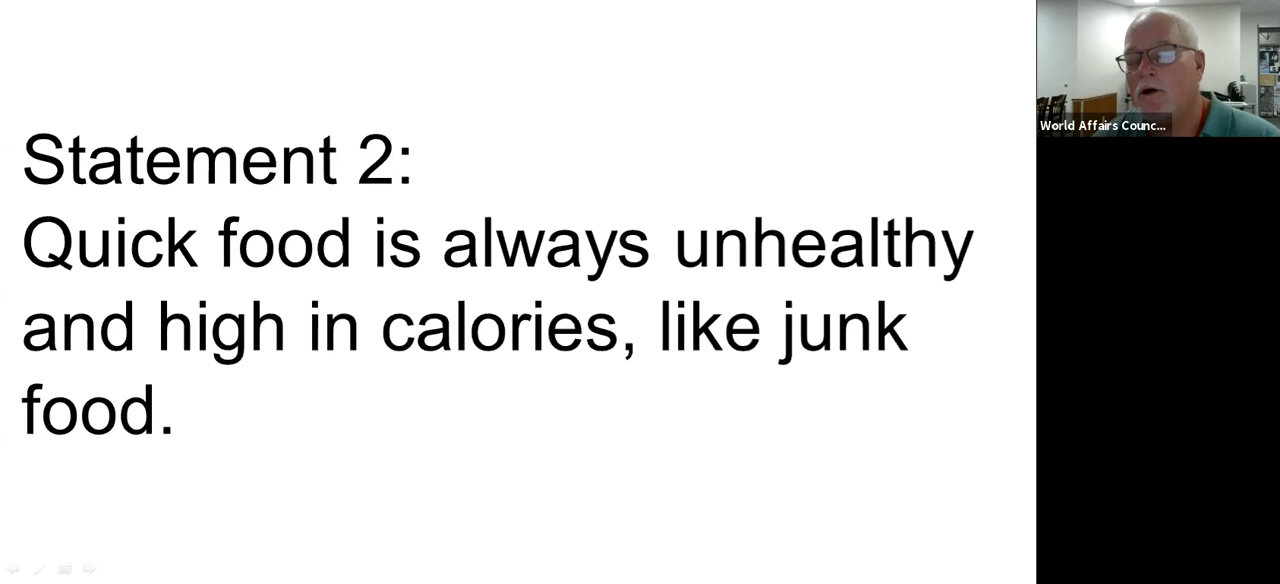 Statement 2:
Quick food is always unhealthy
and high in calories, like junk
food.
World Affairs Counc...